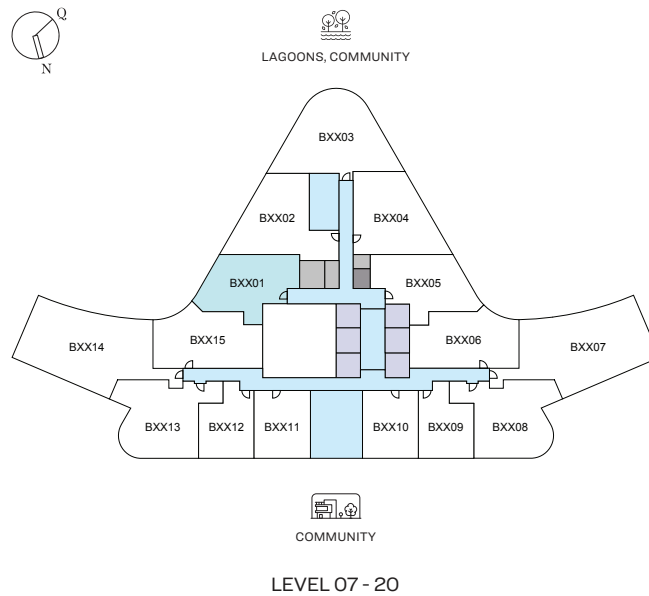 Q
N
LAGOONS, COMMUNITY
BXX03
BXX02
BXX04
BXX01
BXX05
BXX14
BXX15
BXX06
BXX07
BXX13
BXX12
BXX11
BXX10
BXX09
BXX08
COMMUNITY
LEVEL 07 - 20